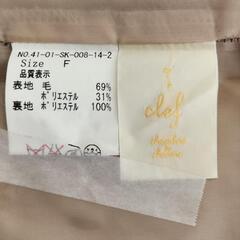 NO.41-01-SK-008-14-2
Size F
品質表示
表地 毛 69%
ポリエステル 31%
裏地 ポリエステル 100%
clef